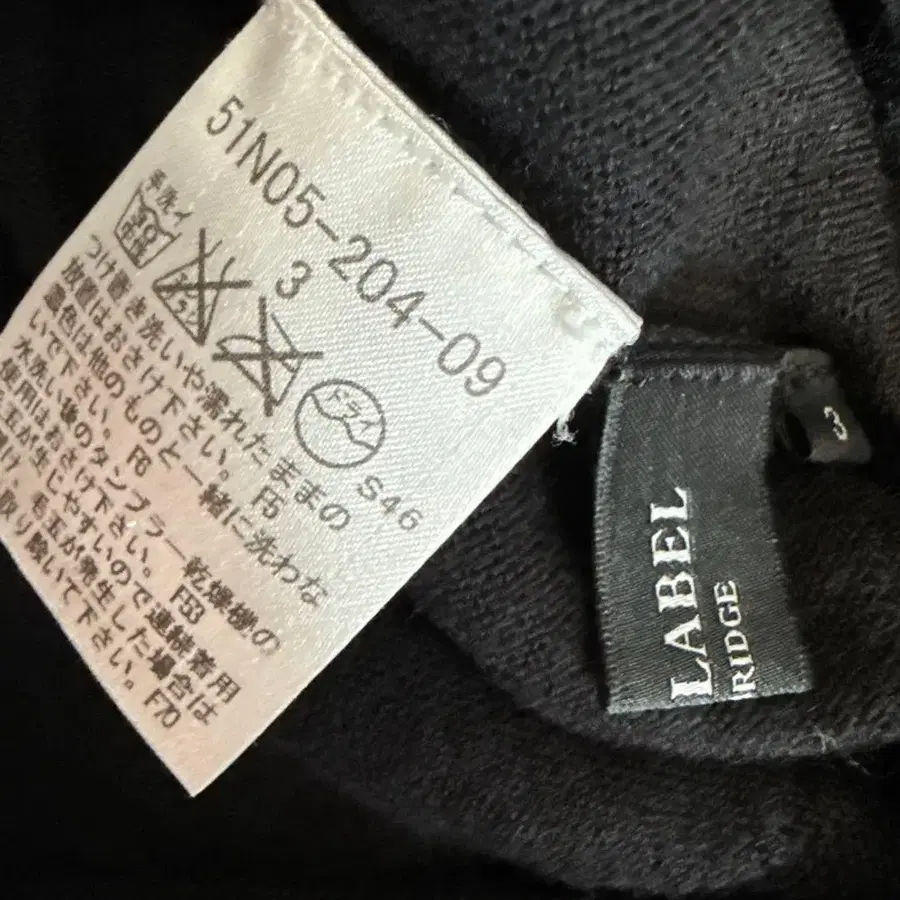 51N05-204-09
3
手洗イ
中性
エンソ
ドライ
S46
つけ置き洗いや濡れたままの
放置はおさけ下さい。F5
濃色は他のものと一緒に洗わな
いで下さい。F6
水洗い後のタンブラー乾燥機の
使用はおさけ下さい。F53
毛玉が生じやすいので連続着用
、毛玉が発生した場合は
取り除いて下さい。F70
LABEL
RIDGE
3